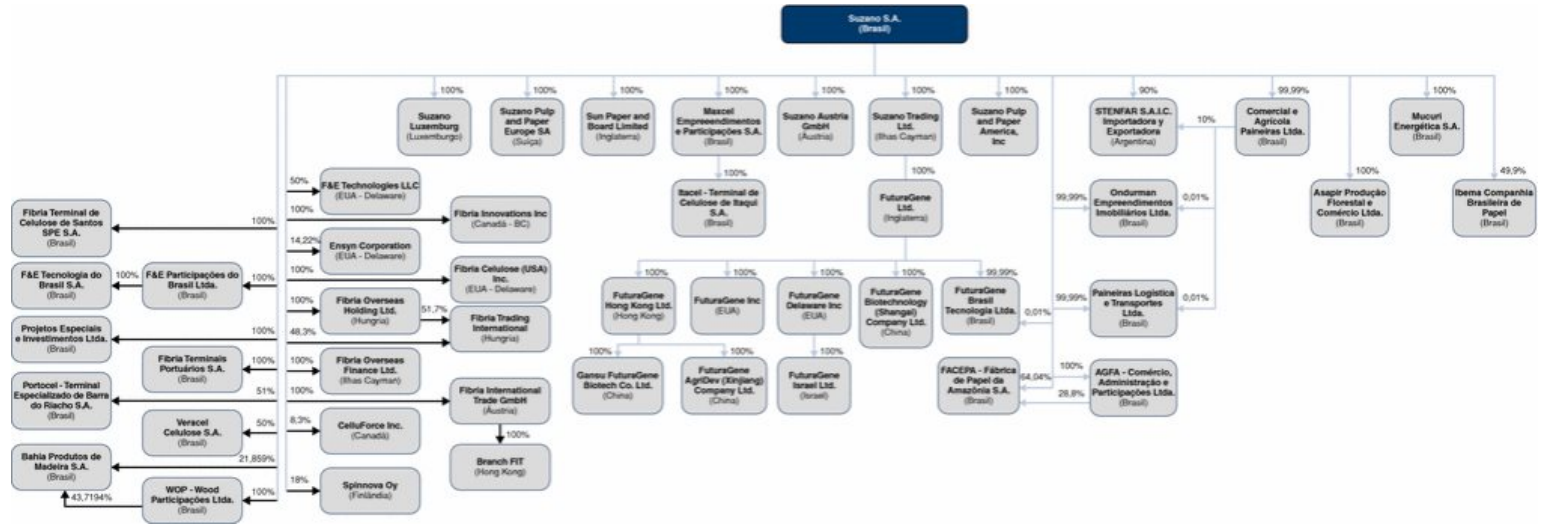 Suzano S.A.
(Brasil)
100%
100%
100%
100%
100%
100%
100%
90%
99,99%
100%
Suzano
Luxemburg
(Luxemburgo)
Suzano Pulp
and Paper
Europe SA
(Suíça)
Sun Paper and
Board Limited
(Inglaterra)
Maxcel
Empreeendimentos
e Participações S.A.
(Brasil)
Suzano Austria
GmbH
(Áustria)
Suzano Trading
Ltd.
(Ilhas Cayman)
Suzano Pulp
and Paper
America,
Inc
STENFAR S.A.I.C.
Importadora y
Exportadora
(Argentina)
10%
Comercial e
Agrícola
Paineiras Ltda.
(Brasil)
Mucuri
Energética S.A.
(Brasil)
100%
100%
100%
49,9%
Itacel - Terminal de
Celulose de Itaqui
S.A.
(Brasil)
FuturaGene
Ltd.
(Inglaterra)
99,99%
Ondurman
Empreendimentos
Imobiliários Ltda.
(Brasil)
0,01%
Asapir Produção
Florestal e
Comércio Ltda.
(Brasil)
Ibema Companhia
Brasileira de
Papel
(Brasil)
50%
F&E Technologies LLC
(EUA - Delaware)
100%
Fibria Innovations Inc
(Canadá - BC)
Fibria Terminal de
Celulose de Santos
SPE S.A.
(Brasil)
100%
14,22%
Ensyn Corporation
(EUA - Delaware)
100%
Fibria Celulose (USA)
Inc.
(EUA - Delaware)
F&E Tecnologia do
Brasil S.A.
(Brasil)
100%
F&E Participações do
Brasil Ltda.
(Brasil)
100%
100%
Fibria Overseas
Holding Ltd.
(Hungria)
51,7%
Fibria Trading
International
(Hungria)
48,3%
Projetos Especiais
e Investimentos Ltda.
(Brasil)
100%
Fibria Terminais
Portuários S.A.
(Brasil)
100%
100%
Fibria Overseas
Finance Ltd.
(Ilhas Cayman)
Portocel - Terminal
Especializado de Barra
do Riacho S.A.
(Brasil)
51%
100%
Fibria International
Trade GmbH
(Áustria)
Veracel
Celulose S.A.
(Brasil)
50%
8,3%
CelluForce Inc.
(Canadá)
100%
Branch FIT
(Hong Kong)
Bahia Produtos de
Madeira S.A.
(Brasil)
21,859%
43,7194%
WOP - Wood
Participações Ltda.
(Brasil)
100%
18%
Spinnova Oy
(Finlândia)
100%
100%
100%
100%
99,99%
FuturaGene
Hong Kong Ltd.
(Hong Kong)
FuturaGene Inc
(EUA)
FuturaGene
Delaware Inc
(EUA)
FuturaGene
Biotechnology
(Shangai)
Company Ltd.
(China)
FuturaGene
Brasil
Tecnologia Ltda.
(Brasil)
0,01%
99,99%
Paineiras Logística
e Transportes
Ltda.
(Brasil)
0,01%
100%
100%
100%
Gansu FuturaGene
Biotech Co. Ltd.
(China)
FuturaGene
AgriDev (Xinjiang)
Company Ltd.
(China)
FuturaGene
Israel Ltd.
(Israel)
FACEPA - Fábrica
de Papel da
Amazônia S.A.
(Brasil)
54,04%
100%
28,8%
AGFA - Comércio,
Administração e
Participações Ltda.
(Brasil)